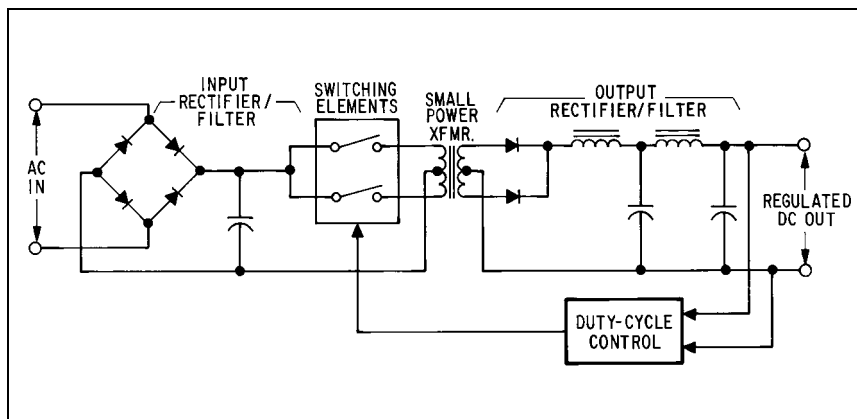 AC
IN
INPUT
RECTIFIER/
FILTER
SWITCHING
ELEMENTS
SMALL
POWER
XFMR.
OUTPUT
RECTIFIER/FILTER
REGULATED
DC OUT
DUTY-CYCLE
CONTROL